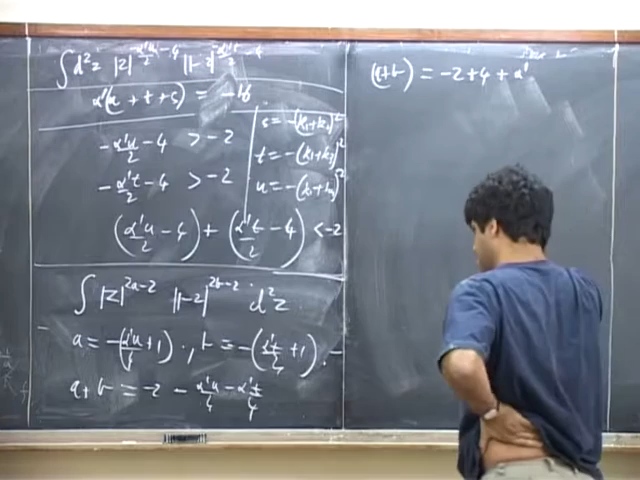 ∫ d²z |z|^{-α'u/2 - 4} |1-z|^{-α't/2 - 4}
α'(u + t + s) = -16
-α'u/2 - 4 > -2
-α't/2 - 4 > -2
(α'u/2 - 4) + (α't/2 - 4) < -2
s = -(k₁+k₂)²
t = -(k₁+k₃)²
u = -(k₁+k₄)²
∫ |z|^{2a-2} |1-z|^{2b-2} d²z
a = -(α'u/4 + 1) , b = -(α't/4 + 1) . -
a + b = -2 - α'u/4 - α't/4
(a+b) = -2 + 4 + α'